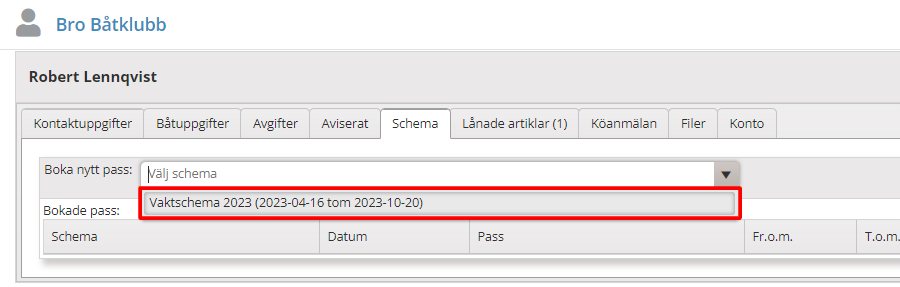 Bro Båtklubb
Robert Lennqvist
Kontaktuppgifter Båtuppgifter Avgifter Aviserat Schema Lånade artiklar (1) Köanmälan Filer Konto
Boka nytt pass: Välj schema
Vaktschema 2023 (2023-04-16 tom 2023-10-20)
Bokade pass:
Schema Datum Pass Fr.o.m. T.o.m.